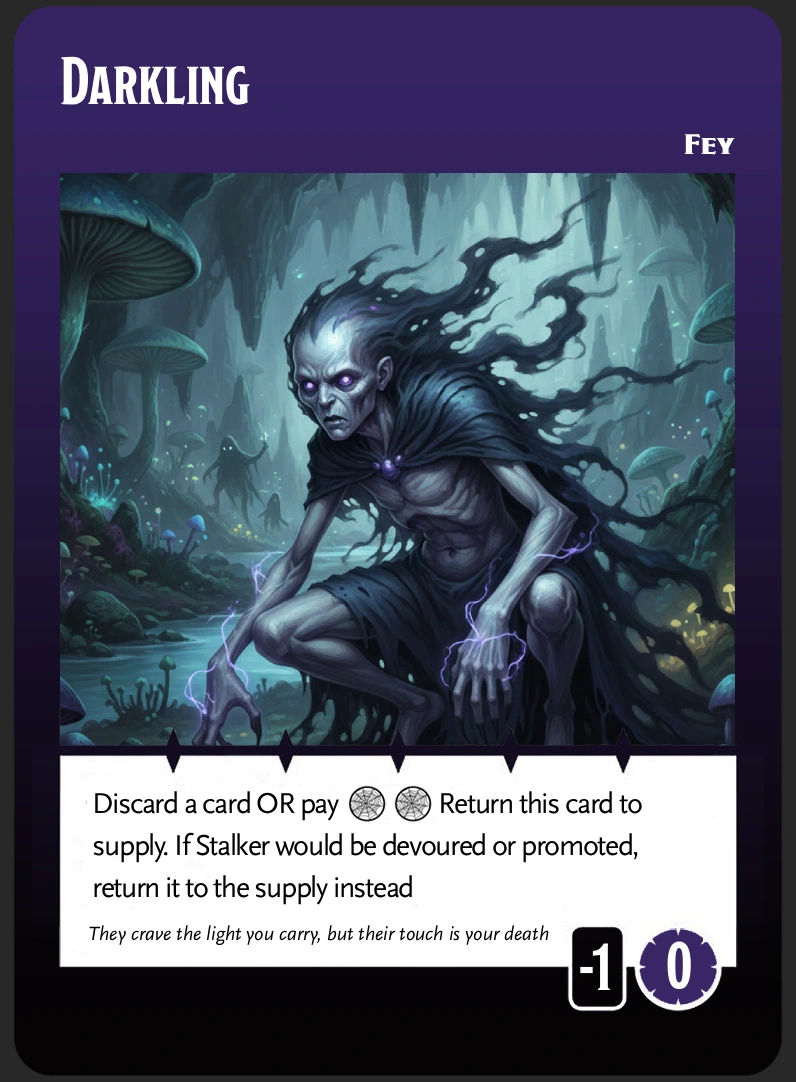 DARKLING
FEY
Discard a card OR pay Return this card to
supply. If Stalker would be devoured or promoted,
return it to the supply instead
They crave the light you carry, but their touch is your death
-1
0